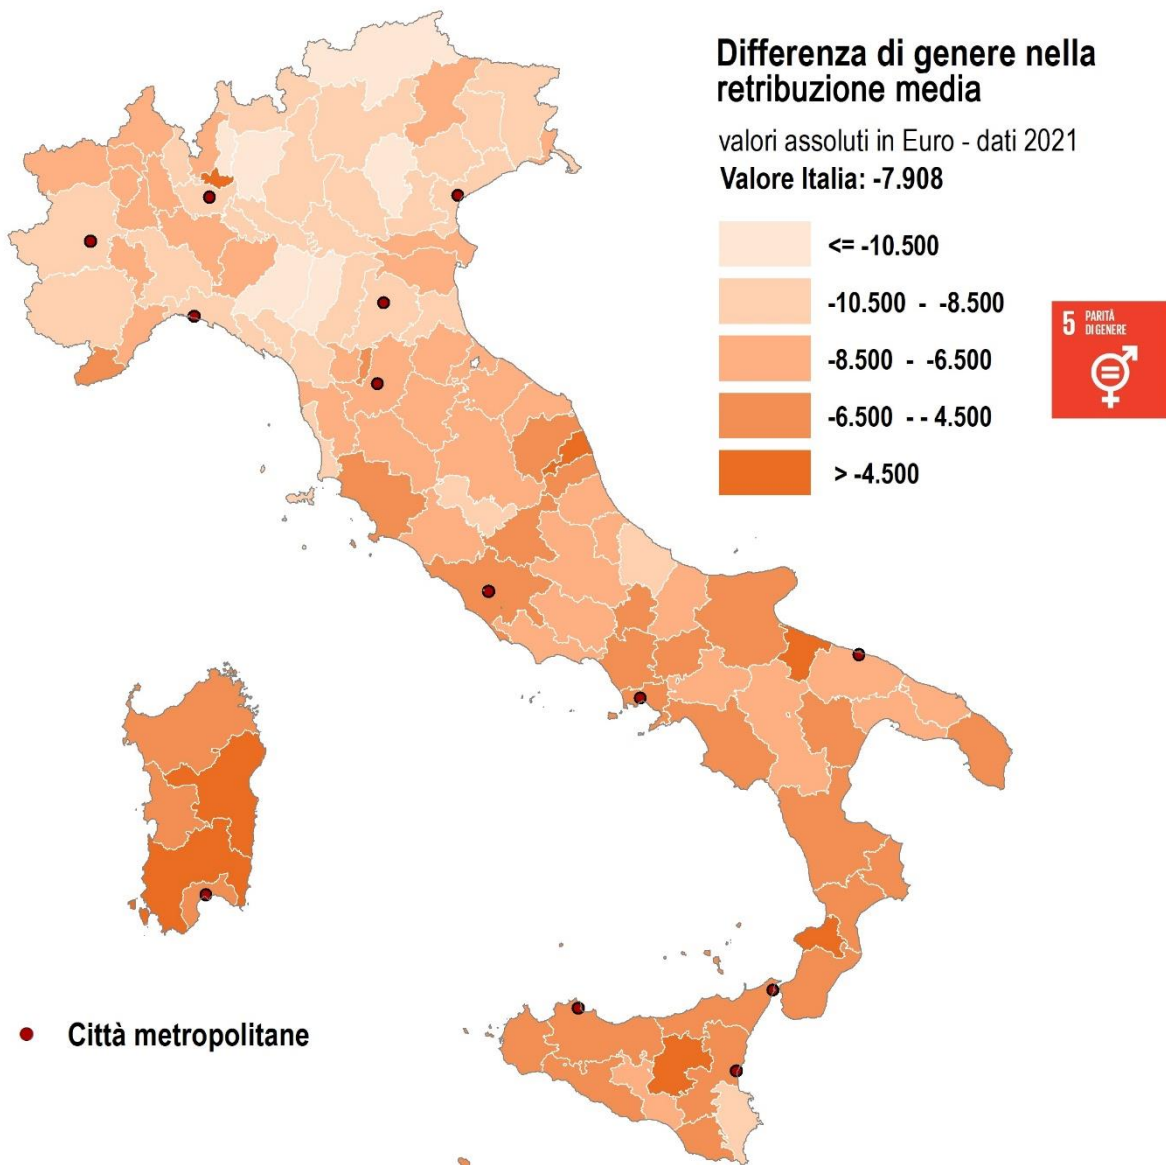 Differenza di genere nella
retribuzione media
valori assoluti in Euro - dati 2021
Valore Italia: -7.908
<= -10.500
-10.500 - -8.500
-8.500 - -6.500
-6.500 - - 4.500
> -4.500
5 PARITÀ
DI GENERE
Città metropolitane